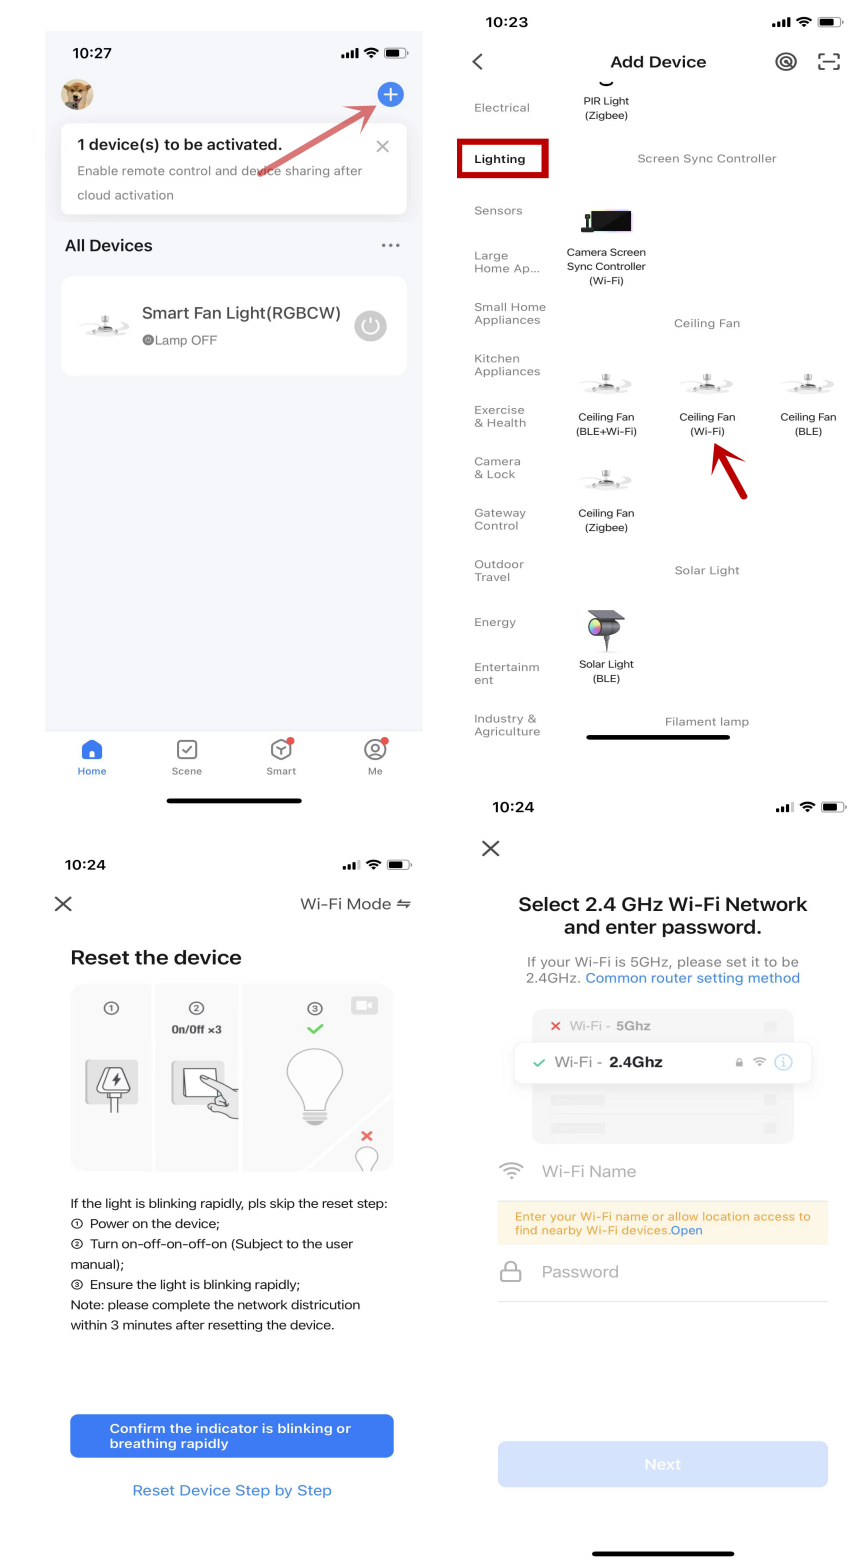 10:27
1 device(s) to be activated.
Enable remote control and device sharing after
cloud activation
All Devices
Smart Fan Light(RGBCW)
Lamp OFF
Home
Scene
Smart
Me
10:23
Add Device
Electrical
Lighting
Sensors
Large
Home Ap...
Small Home
Appliances
Kitchen
Appliances
Exercise
& Health
Camera
& Lock
Gateway
Control
Outdoor
Travel
Energy
Entertainm
ent
Industry &
Agriculture
PIR Light
(Zigbee)
Screen Sync Controller
Camera Screen
Sync Controller
(Wi-Fi)
Ceiling Fan
Ceiling Fan
(BLE+Wi-Fi)
Ceiling Fan
(Wi-Fi)
Ceiling Fan
(BLE)
Ceiling Fan
(Zigbee)
Solar Light
Solar Light
(BLE)
Filament lamp
10:24
Wi-Fi Mode ⇋
Reset the device
①
②
On/Off ×3
③
If the light is blinking rapidly, pls skip the reset step:
① Power on the device;
② Turn on-off-on-off-on (Subject to the user
manual);
③ Ensure the light is blinking rapidly;
Note: please complete the network districution
within 3 minutes after resetting the device.
Confirm the indicator is blinking or
breathing rapidly
Reset Device Step by Step
10:24
Select 2.4 GHz Wi-Fi Network
and enter password.
If your Wi-Fi is 5GHz, please set it to be
2.4GHz. Common router setting method
Wi-Fi - 5Ghz
Wi-Fi - 2.4Ghz
Wi-Fi Name
Enter your Wi-Fi name or allow location access to
find nearby Wi-Fi devices.Open
Password
Next